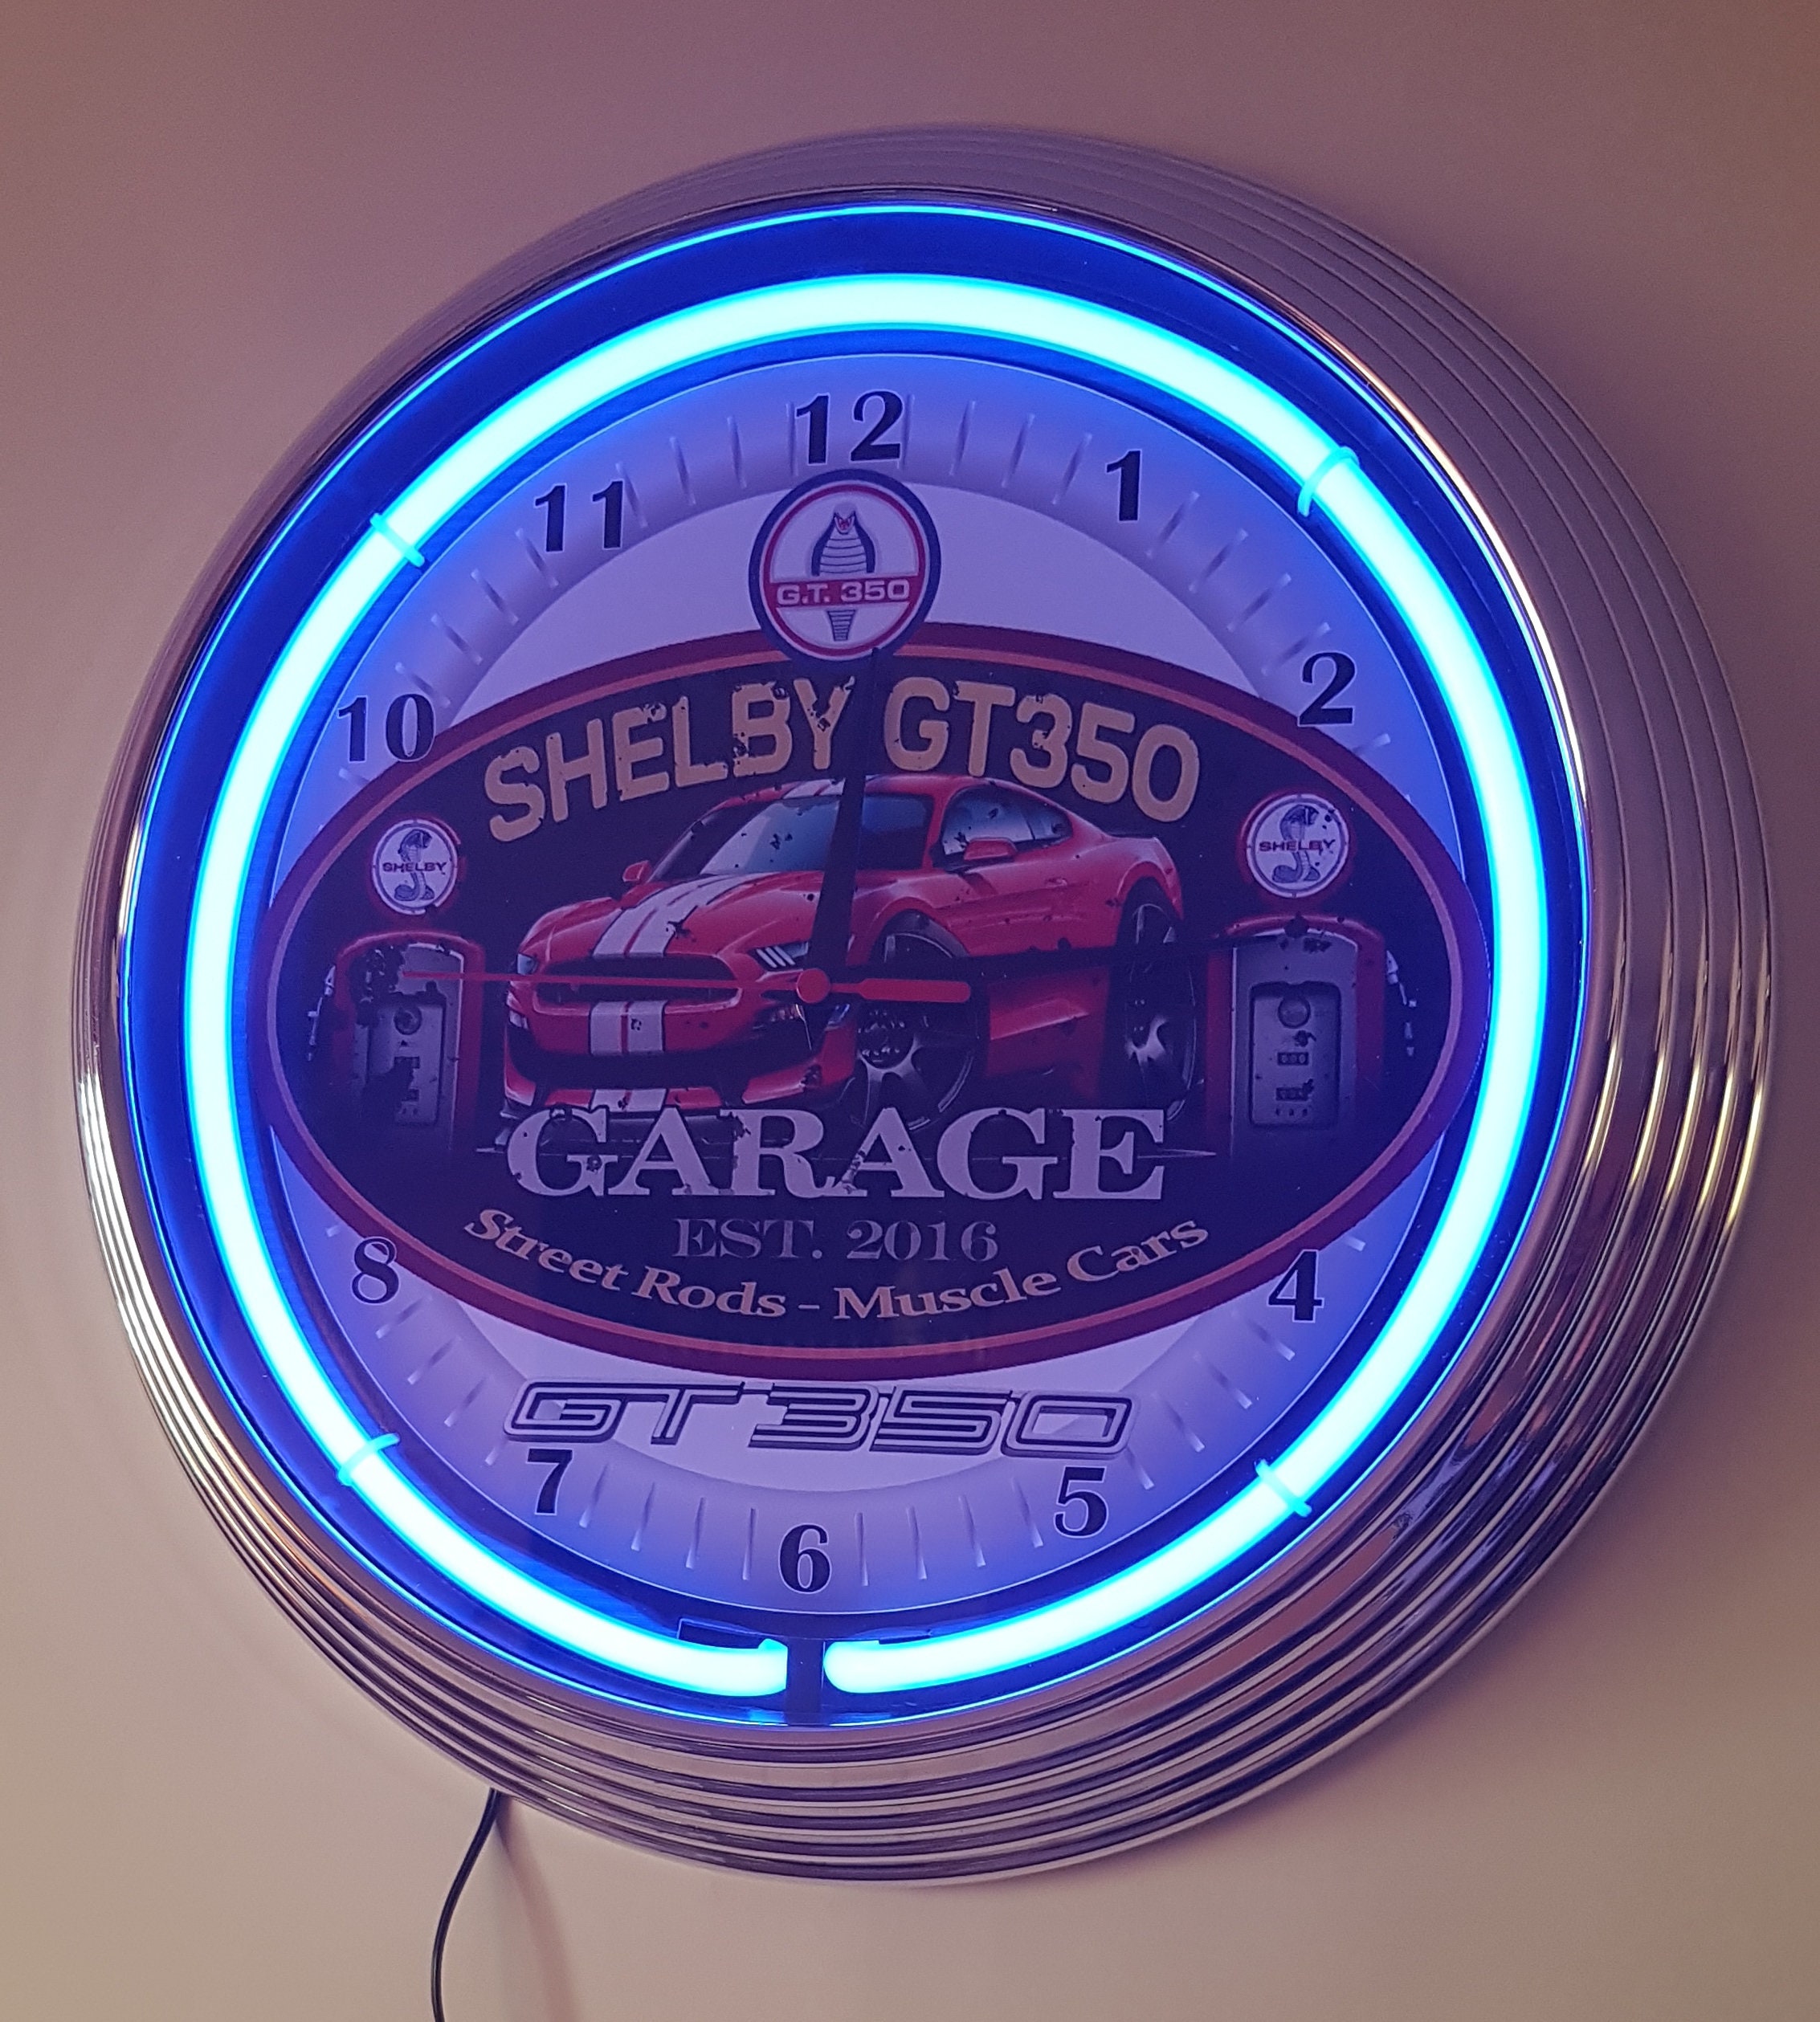 12
11
1
G.T. 350
10
2
SHELBY GT350
SHELBY
SHELBY
GARAGE
EST. 2016
Street Rods - Muscle Cars
8
4
GT350
7
5
6